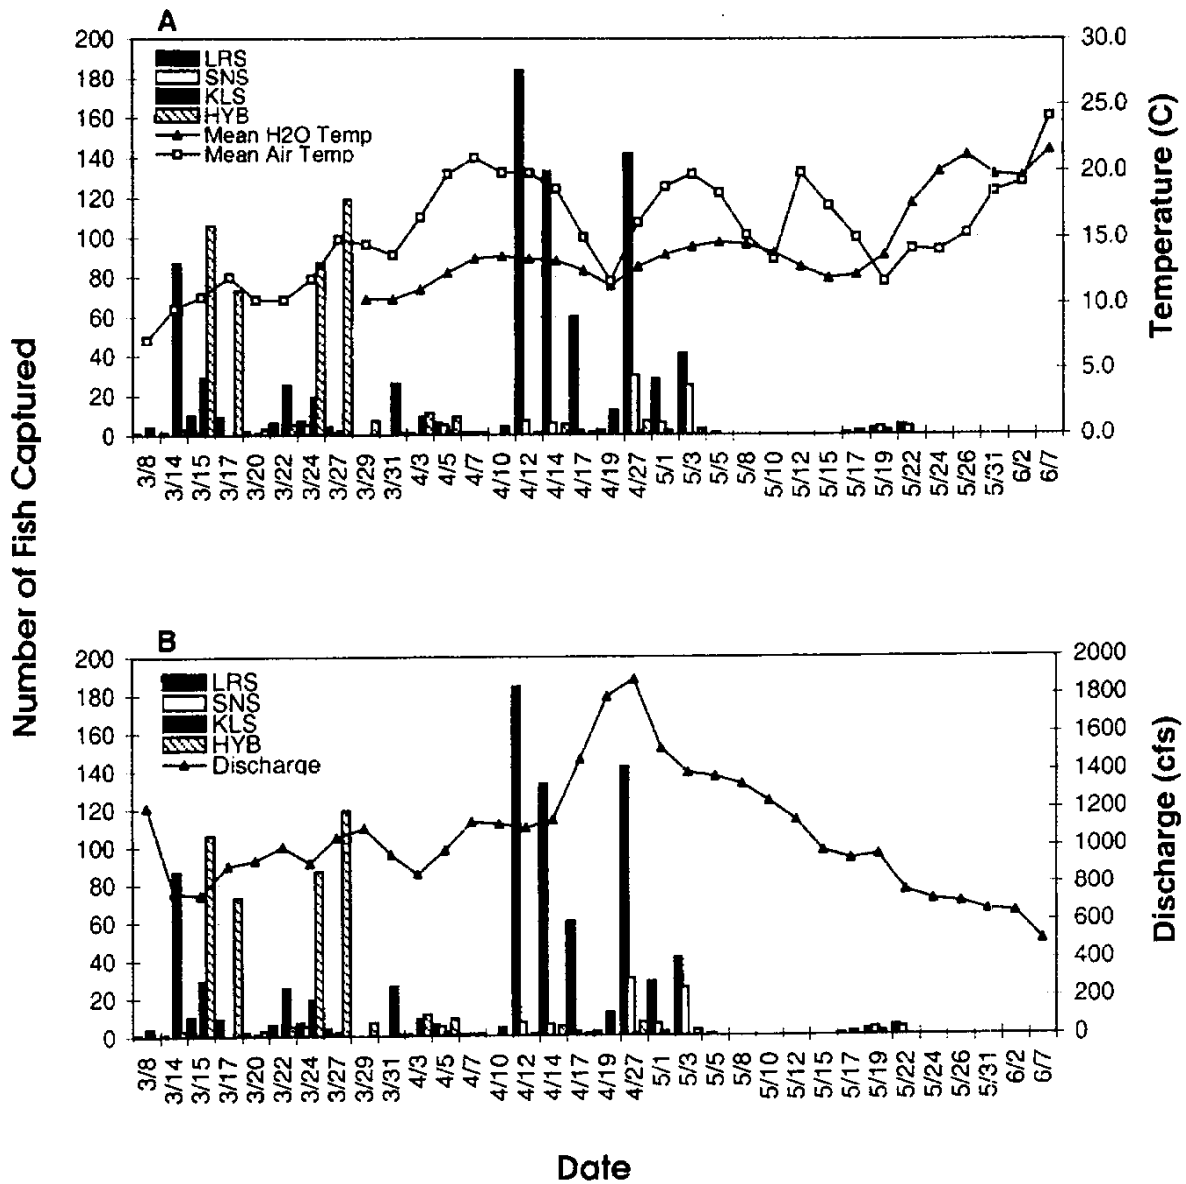 A
200
180
160
140
120
100
80
60
40
20
0
LRS
SNS
KLS
HYB
Mean H2O Temp
Mean Air Temp
30.0
25.0
20.0
15.0
10.0
5.0
0.0
Temperature (C)
3/8 3/14 3/15 3/17 3/20 3/22 3/24 3/27 3/29 3/31 4/3 4/5 4/7 4/10 4/12 4/14 4/17 4/19 4/27 5/1 5/3 5/5 5/8 5/10 5/12 5/15 5/17 5/19 5/22 5/24 5/26 5/31 6/2 6/7
Number of Fish Captured
B
200
180
160
140
120
100
80
60
40
20
0
LRS
SNS
KLS
HYB
Discharge
2000
1800
1600
1400
1200
1000
800
600
400
200
0
Discharge (cfs)
3/8 3/14 3/15 3/17 3/20 3/22 3/24 3/27 3/29 3/31 4/3 4/5 4/7 4/10 4/12 4/14 4/17 4/19 4/27 5/1 5/3 5/5 5/8 5/10 5/12 5/15 5/17 5/19 5/22 5/24 5/26 5/31 6/2 6/7
Date